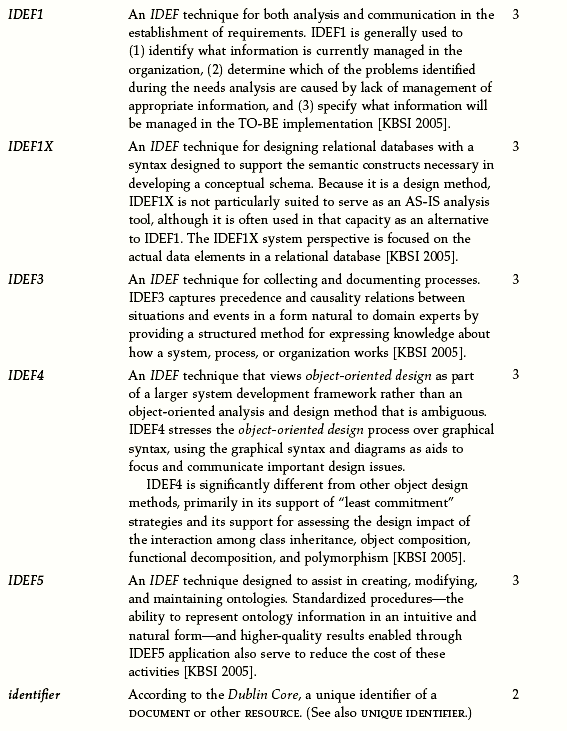 IDEF1 An IDEF technique for both analysis and communication in the 3
establishment of requirements. IDEF1 is generally used to
(1) identify what information is currently managed in the
organization, (2) determine which of the problems identified
during the needs analysis are caused by lack of management of
appropriate information, and (3) specify what information will
be managed in the TO-BE implementation [KBSI 2005].
IDEF1X An IDEF technique for designing relational databases with a 3
syntax designed to support the semantic constructs necessary in
developing a conceptual schema. Because it is a design method,
IDEF1X is not particularly suited to serve as an AS-IS analysis
tool, although it is often used in that capacity as an alternative
to IDEF1. The IDEF1X system perspective is focused on the
actual data elements in a relational database [KBSI 2005].
IDEF3 An IDEF technique for collecting and documenting processes. 3
IDEF3 captures precedence and causality relations between
situations and events in a form natural to domain experts by
providing a structured method for expressing knowledge about
how a system, process, or organization works [KBSI 2005].
IDEF4 An IDEF technique that views object-oriented design as part 3
of a larger system development framework rather than an
object-oriented analysis and design method that is ambiguous.
IDEF4 stresses the object-oriented design process over graphical
syntax, using the graphical syntax and diagrams as aids to
focus and communicate important design issues.
IDEF4 is significantly different from other object design
methods, primarily in its support of “least commitment”
strategies and its support for assessing the design impact of
the interaction among class inheritance, object composition,
functional decomposition, and polymorphism [KBSI 2005].
IDEF5 An IDEF technique designed to assist in creating, modifying, 3
and maintaining ontologies. Standardized procedures—the
ability to represent ontology information in an intuitive and
natural form—and higher-quality results enabled through
IDEF5 application also serve to reduce the cost of these
activities [KBSI 2005].
identifier According to the Dublin Core, a unique identifier of a 2
DOCUMENT or other RESOURCE. (See also UNIQUE IDENTIFIER.)